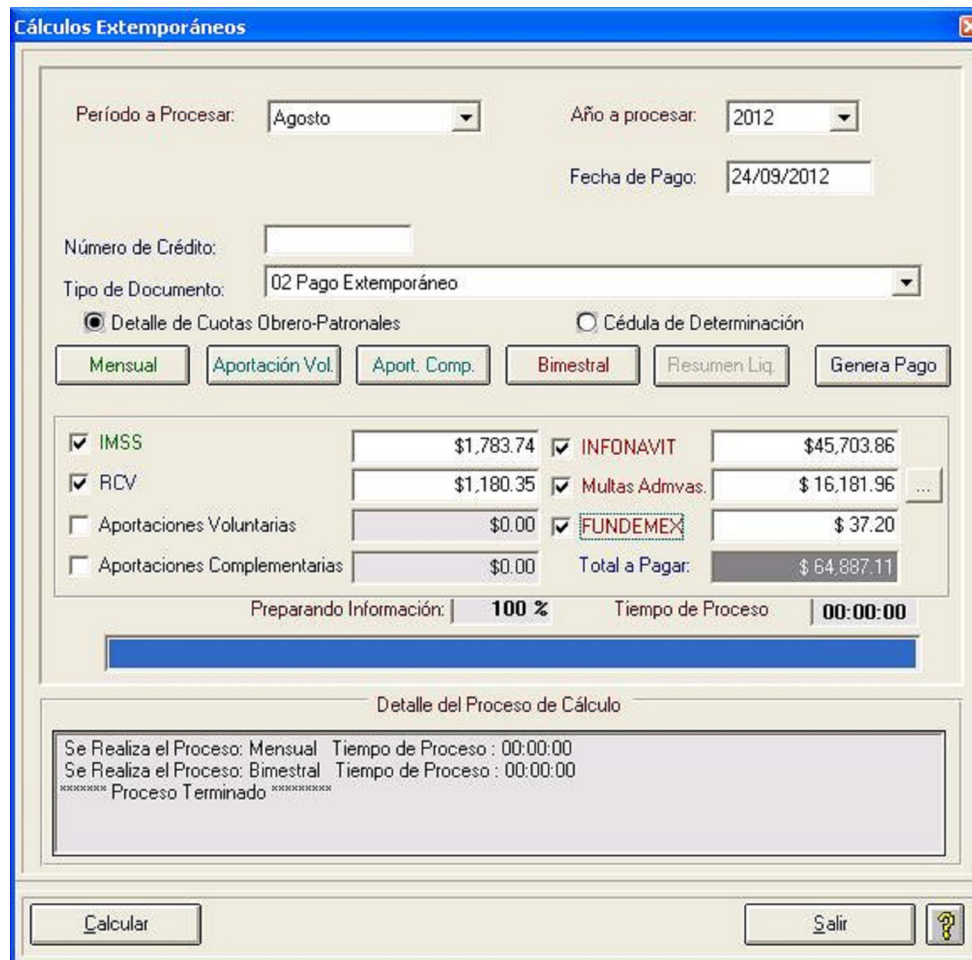 Cálculos Extemporáneos
Período a Procesar: Agosto Año a procesar: 2012
Fecha de Pago: 24/09/2012
Número de Crédito:
Tipo de Documento: 02 Pago Extemporáneo
Detalle de Cuotas Obrero-Patronales Cédula de Determinación
Mensual Aportación Vol. Aport. Comp. Bimestral Resumen Liq. Genera Pago
IMSS $1,783.74 INFONAVIT $45,703.86
RCV $1,180.35 Multas Admvas. $ 16,181.96 ...
Aportaciones Voluntarias $0.00 FUNDEMEX $ 37.20
Aportaciones Complementarias $0.00 Total a Pagar: $ 64,887.11
Preparando Información: 100 % Tiempo de Proceso 00:00:00
Detalle del Proceso de Cálculo
Se Realiza el Proceso: Mensual Tiempo de Proceso : 00:00:00
Se Realiza el Proceso: Bimestral Tiempo de Proceso : 00:00:00
******* Proceso Terminado *********
Calcular Salir ?